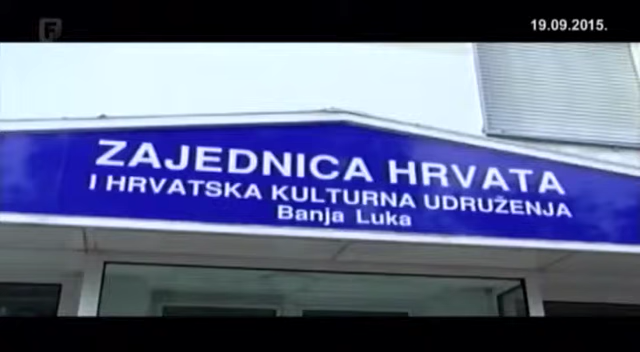 F
19.09.2015.
ZAJEDNICA HRVATA
I HRVATSKA KULTURNA UDRUŽENJA
Banja Luka